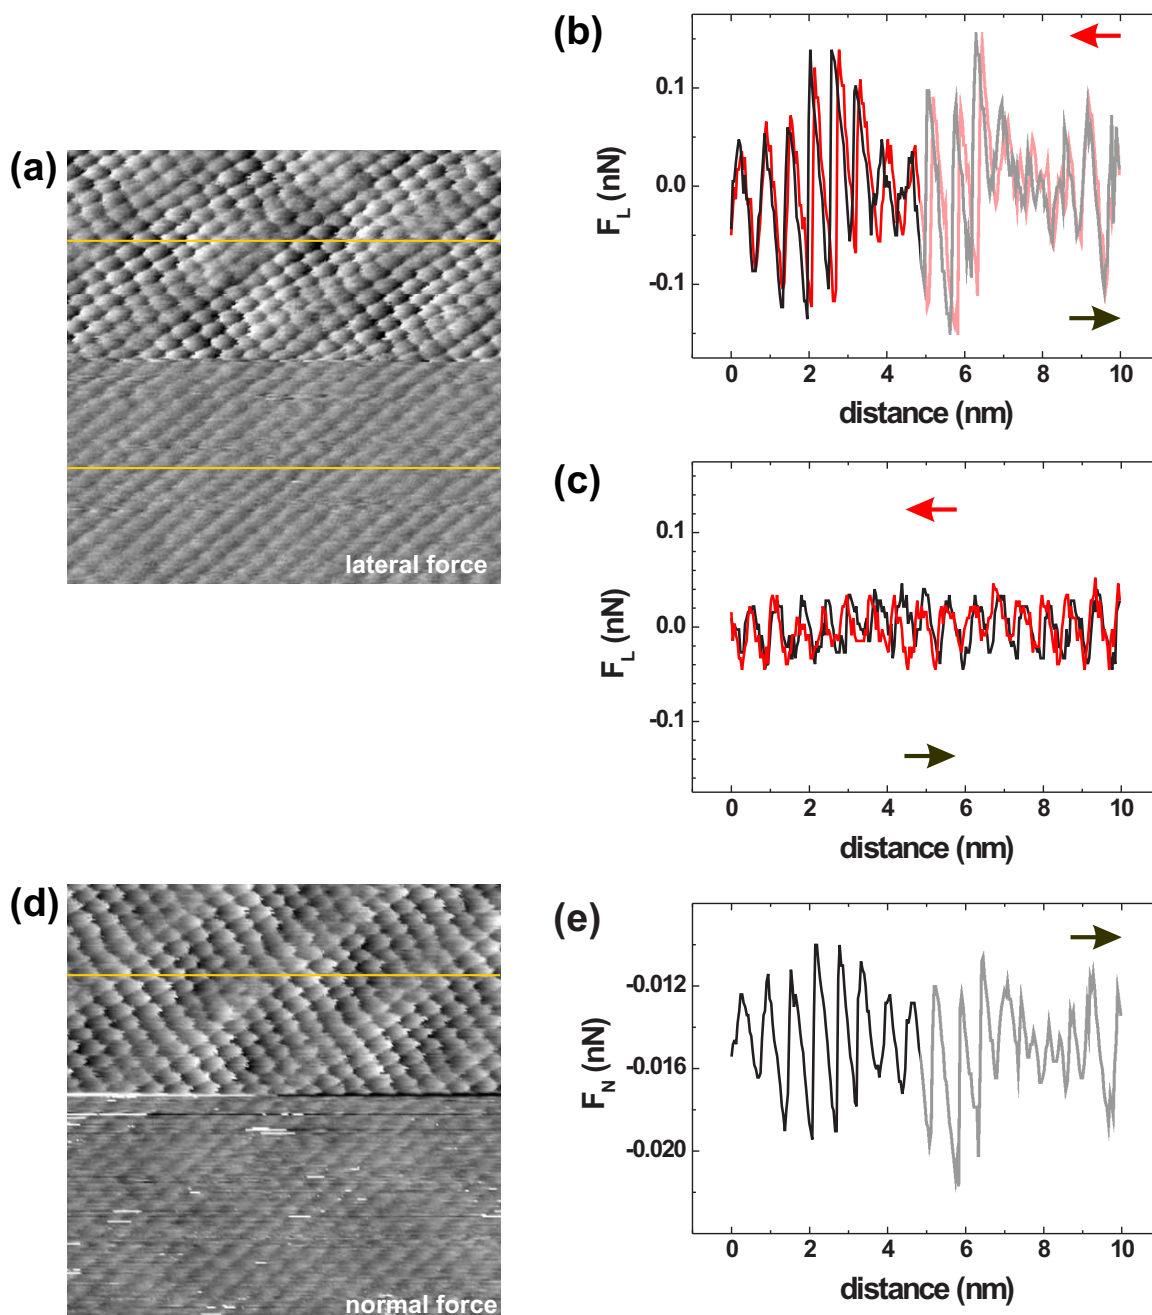 (a)
lateral force
(b)
F_L (nN)
0.1
0.0
-0.1
0 2 4 6 8 10
distance (nm)
(c)
F_L (nN)
0.1
0.0
-0.1
0 2 4 6 8 10
distance (nm)
(d)
normal force
(e)
F_N (nN)
-0.012
-0.016
-0.020
0 2 4 6 8 10
distance (nm)